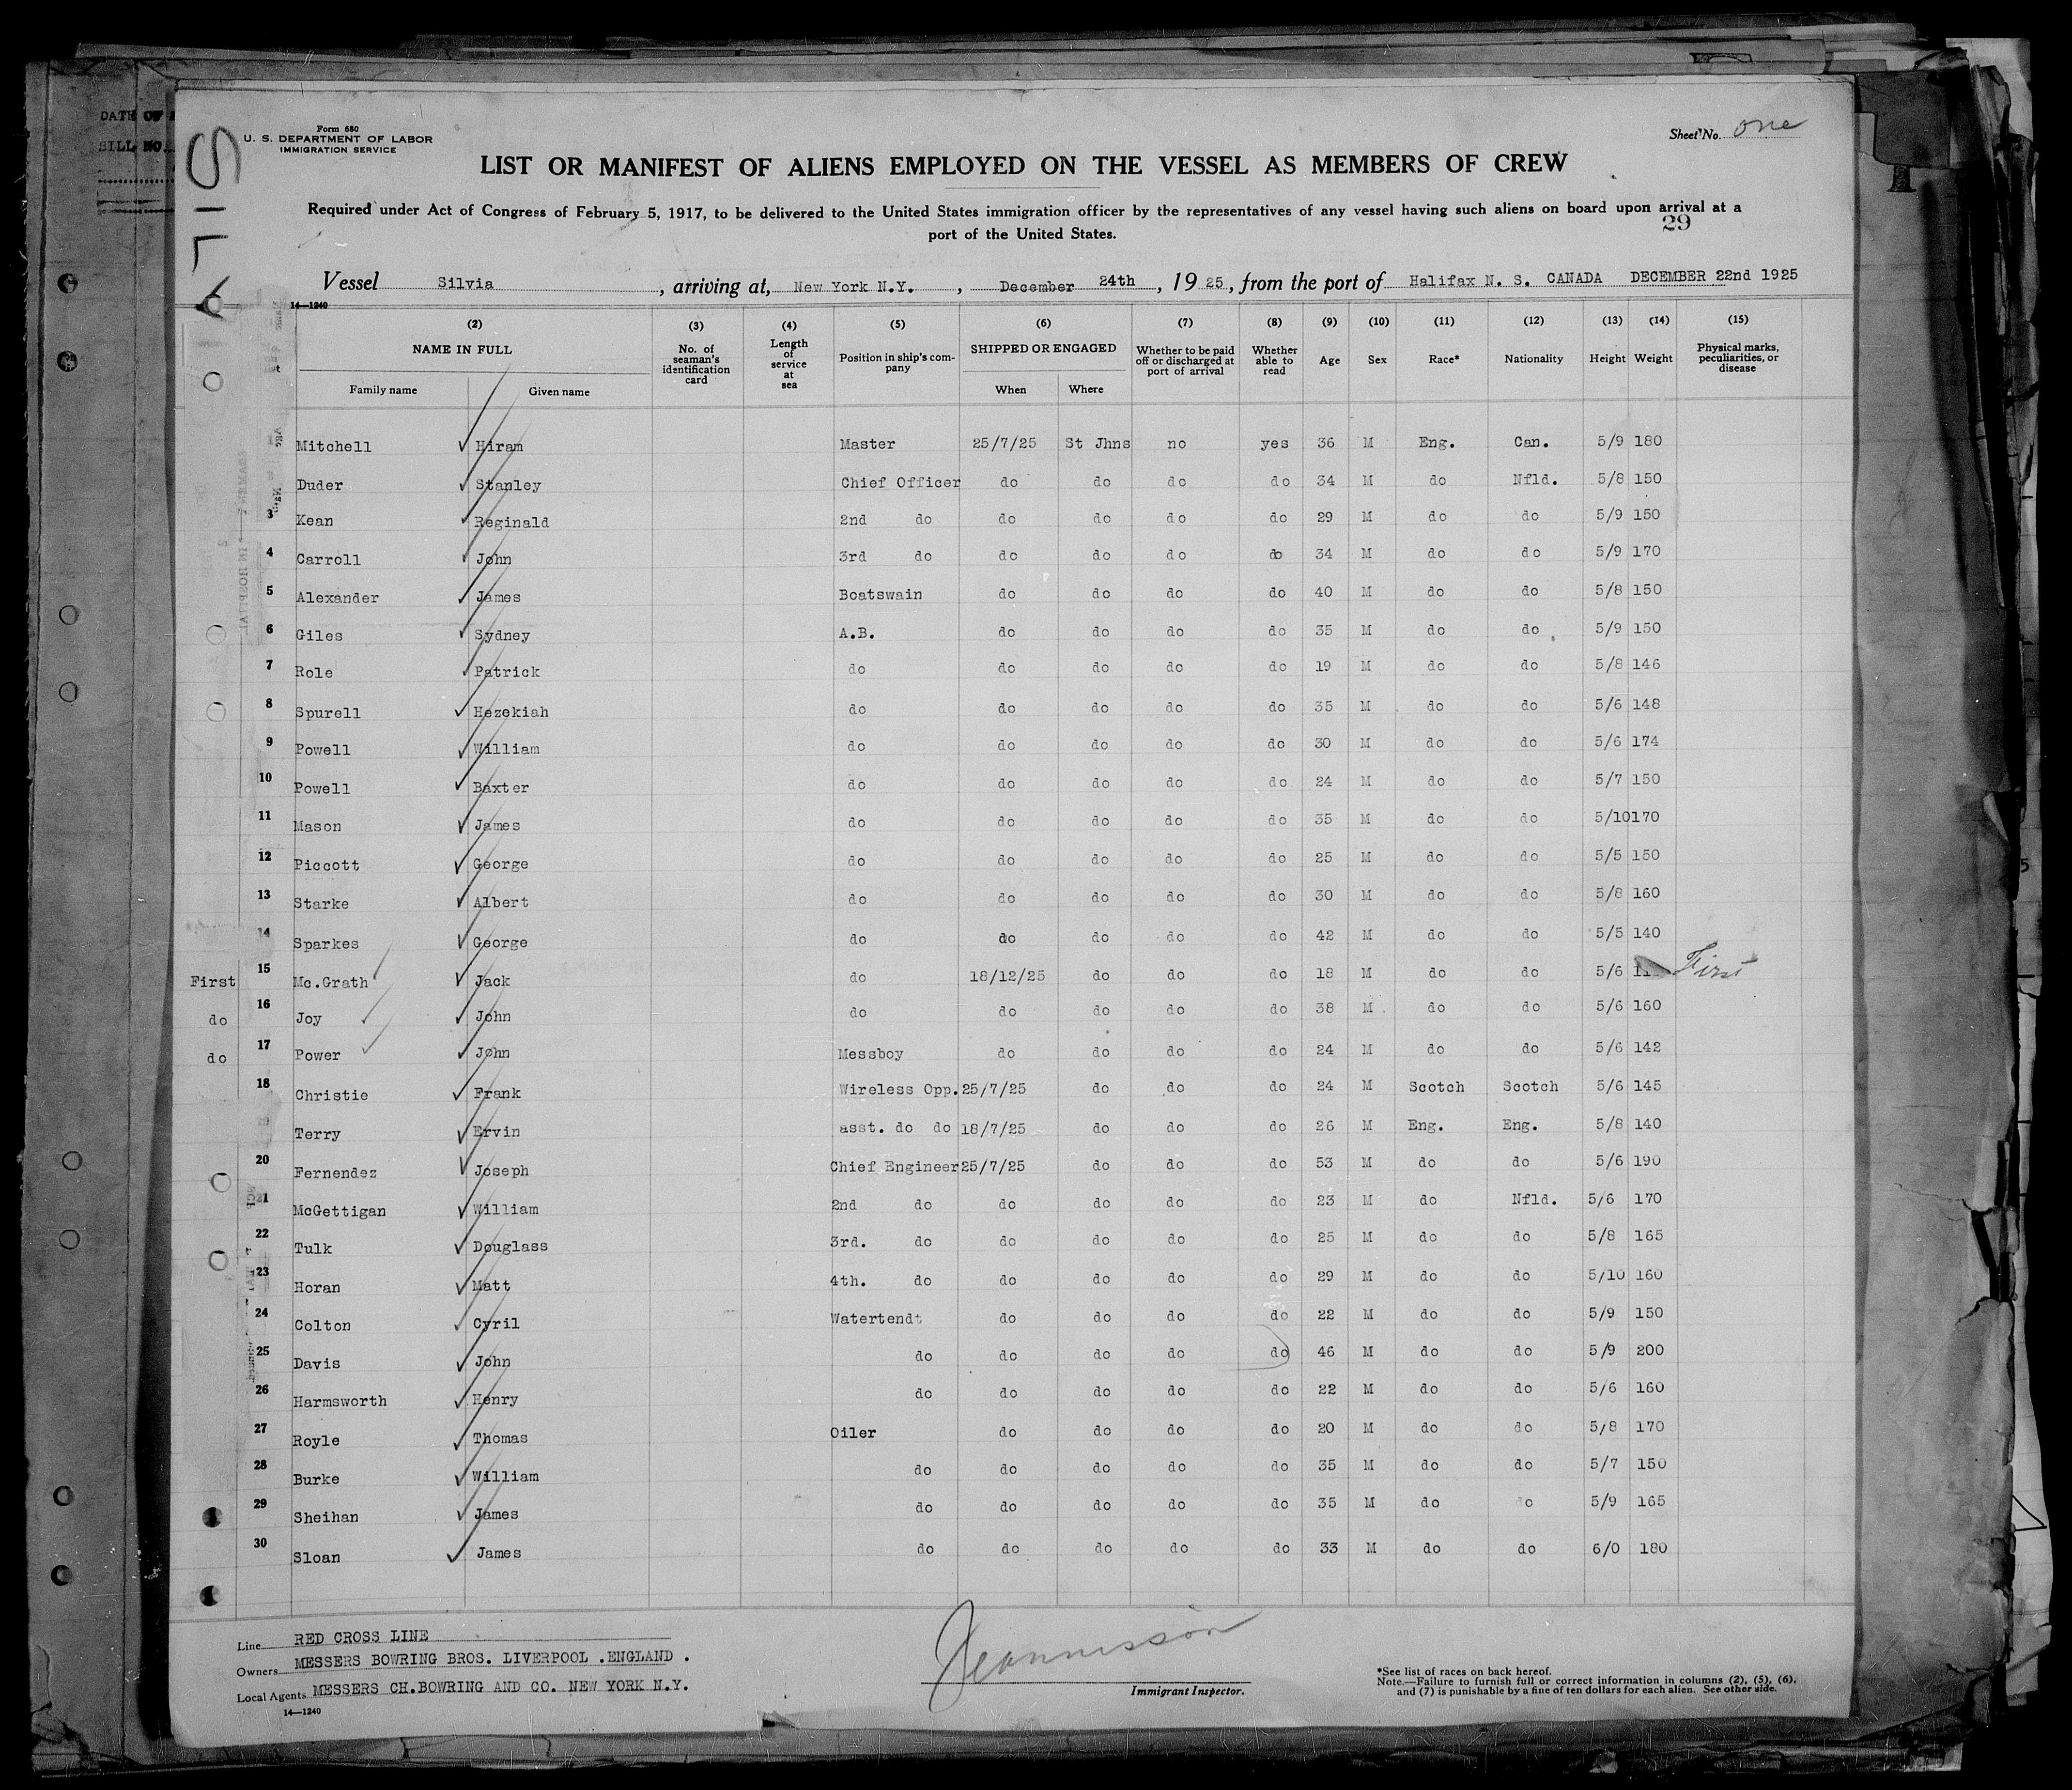 DATE OF
BILL NO.
SILV
Form 680
U. S. DEPARTMENT OF LABOR
IMMIGRATION SERVICE
Sheet No. one
LIST OR MANIFEST OF ALIENS EMPLOYED ON THE VESSEL AS MEMBERS OF CREW
Required under Act of Congress of February 5, 1917, to be delivered to the United States immigration officer by the representatives of any vessel having such aliens on board upon arrival at a
port of the United States.
29
Vessel Silvia, arriving at, New York N.Y., December 24th, 1925, from the port of Halifax N. S. CANADA DECEMBER 22nd 1925
14—1240
(2) (3) (4) (5) (6) (7) (8) (9) (10) (11) (12) (13) (14) (15)
NAME IN FULL No. of seaman's identification card Length of service at sea Position in ship's company SHIPPED OR ENGAGED Whether to be paid off or discharged at port of arrival Whether able to read Age Sex Race* Nationality Height Weight Physical marks, peculiarities, or disease
Family name Given name When Where
Mitchell Hiram Master 25/7/25 St Jhns no yes 36 M Eng. Can. 5/9 180
Duder Stanley Chief Officer do do do do 34 M do Nfld. 5/8 150
3 Kean Reginald 2nd do do do do do 29 M do do 5/9 150
4 Carroll John 3rd do do do do do 34 M do do 5/9 170
5 Alexander James Boatswain do do do do 40 M do do 5/8 150
6 Giles Sydney A.B. do do do do 35 M do do 5/9 150
7 Role Patrick do do do do do 19 M do do 5/8 146
8 Spurell Hezekiah do do do do do 35 M do do 5/6 148
9 Powell William do do do do do 30 M do do 5/6 174
10 Powell Baxter do do do do do 24 M do do 5/7 150
11 Mason James do do do do do 35 M do do 5/10 170
12 Piccott George do do do do do 25 M do do 5/5 150
13 Starke Albert do do do do do 30 M do do 5/8 160
14 Sparkes George do do do do do 42 M do do 5/5 140
First 15 Mc.Grath Jack do 18/12/25 do do do 18 M do do 5/6 First
do 16 Joy John do do do do do 38 M do do 5/6 160
do 17 Power John Messboy do do do do 24 M do do 5/6 142
18 Christie Frank Wireless Opp. 25/7/25 do do do 24 M Scotch Scotch 5/6 145
Terry Ervin asst. do do 18/7/25 do do do 26 M Eng. Eng. 5/8 140
20 Fernendez Joseph Chief Engineer 25/7/25 do do do 53 M do do 5/6 190
21 McGettigan William 2nd do do do do do 23 M do Nfld. 5/6 170
22 Tulk Douglass 3rd. do do do do do 25 M do do 5/8 165
23 Horan Matt 4th. do do do do do 29 M do do 5/10 160
24 Colton Cyril Watertendt do do do do 22 M do do 5/9 150
25 Davis John do do do do do 46 M do do 5/9 200
26 Harmsworth Henry do do do do do 22 M do do 5/6 160
27 Royle Thomas Oiler do do do do 20 M do do 5/8 170
28 Burke William do do do do do 35 M do do 5/7 150
29 Sheihan James do do do do do 35 M do do 5/9 165
30 Sloan James do do do do do 33 M do do 6/0 180
Line RED CROSS LINE
Owners MESSERS BOWRING BROS. LIVERPOOL .ENGLAND .
Local Agents MESSERS CH.BOWRING AND CO. NEW YORK N.Y.
14—1240
Immigrant Inspector.
*See list of races on back hereof.
Note.—Failure to furnish full or correct information in columns (2), (5), (6),
and (7) is punishable by a fine of ten dollars for each alien. See other side.